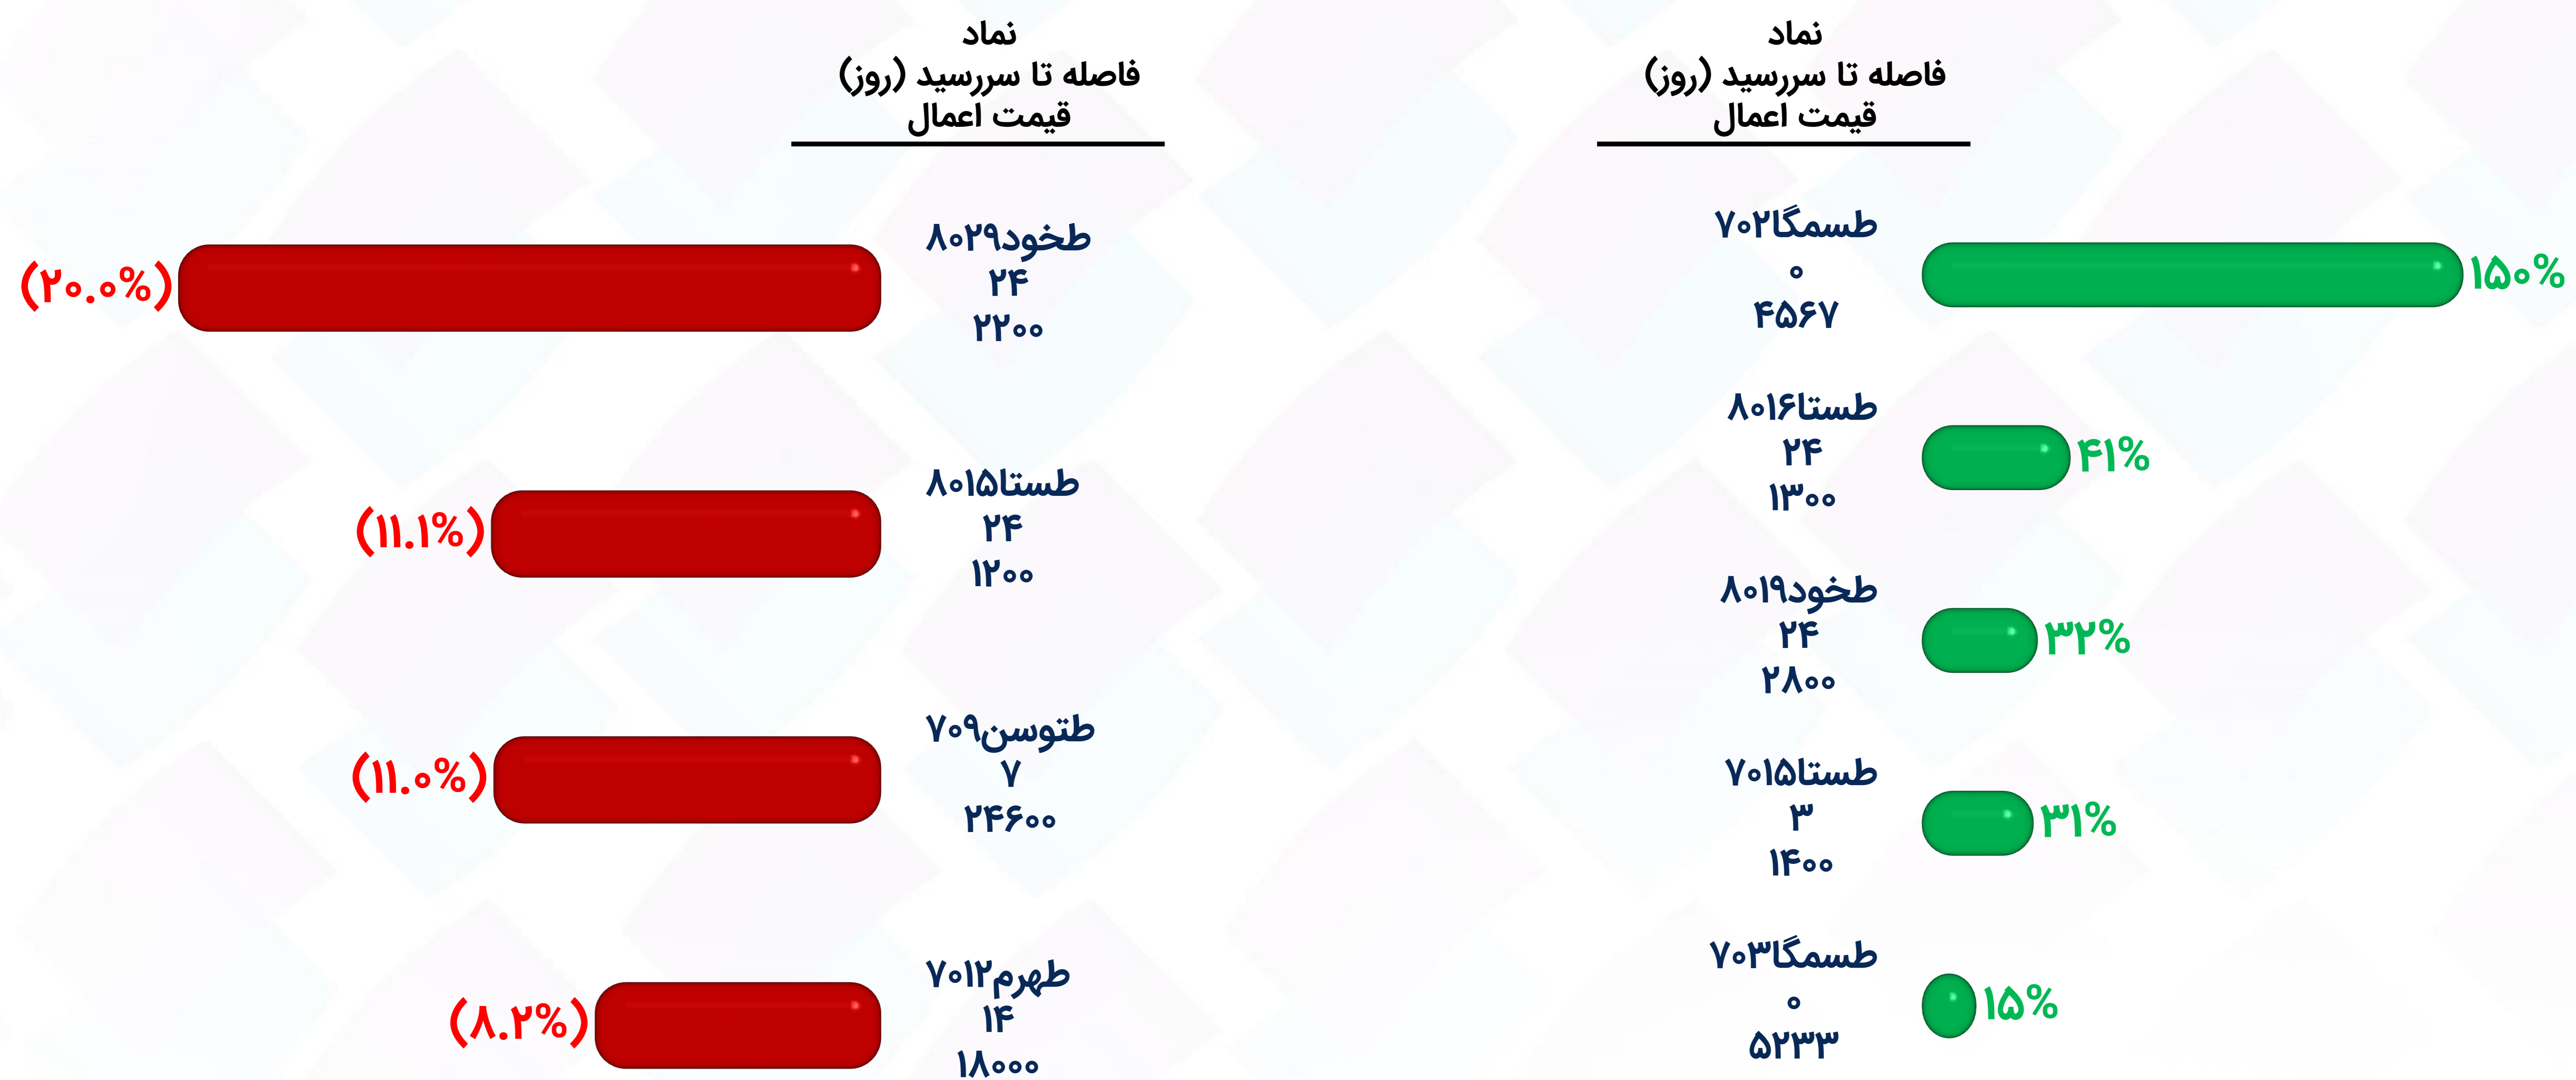 نماد
فاصله تا سررسید (روز)
قیمت اعمال
طسمگا۷۰۲
۰
۴۵۶۷
۱۵۰%
طستا۸۰۱۶
۲۴
۱۳۰۰
۴۱%
طخود۸۰۱۹
۲۴
۲۸۰۰
۳۲%
طستا۷۰۱۵
۳
۱۴۰۰
۳۱%
طسمگا۷۰۳
۰
۵۲۳۳
۱۵%
نماد
فاصله تا سررسید (روز)
قیمت اعمال
طخود۸۰۲۹
۲۴
۲۲۰۰
(۲۰.۰%)
طستا۸۰۱۵
۲۴
۱۲۰۰
(۱۱.۱%)
طتوسن۷۰۹
۷
۲۴۶۰۰
(۱۱.۰%)
طهرم۷۰۱۲
۱۴
۱۸۰۰۰
(۸.۲%)